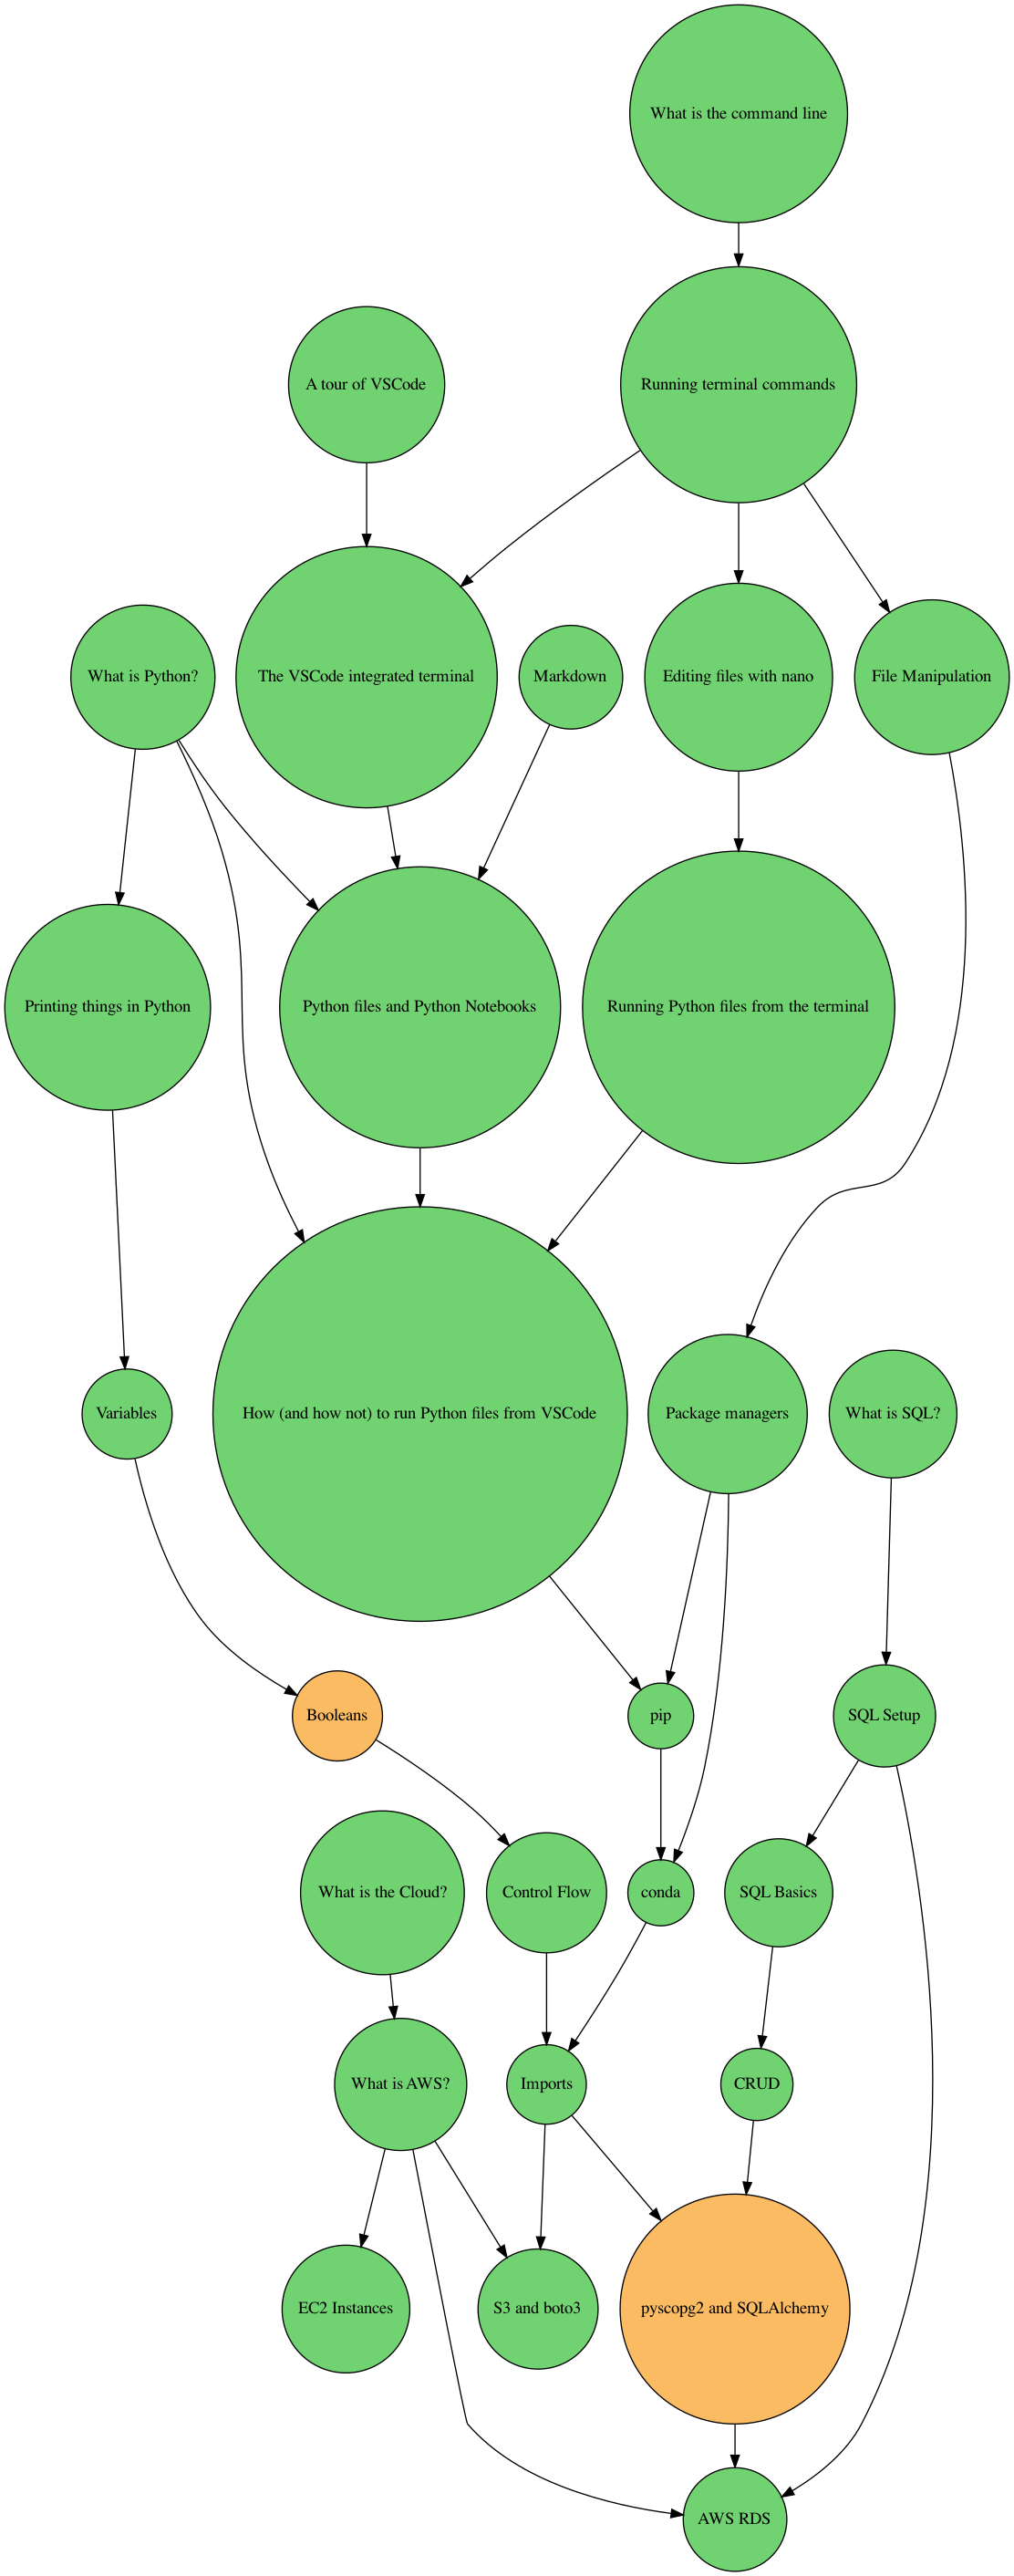 What is the command line
A tour of VSCode
Running terminal commands
What is Python?
The VSCode integrated terminal
Markdown
Editing files with nano
File Manipulation
Printing things in Python
Python files and Python Notebooks
Running Python files from the terminal
Variables
How (and how not) to run Python files from VSCode
Package managers
What is SQL?
Booleans
pip
SQL Setup
What is the Cloud?
Control Flow
conda
SQL Basics
What is AWS?
Imports
CRUD
EC2 Instances
S3 and boto3
pyscopg2 and SQLAlchemy
AWS RDS